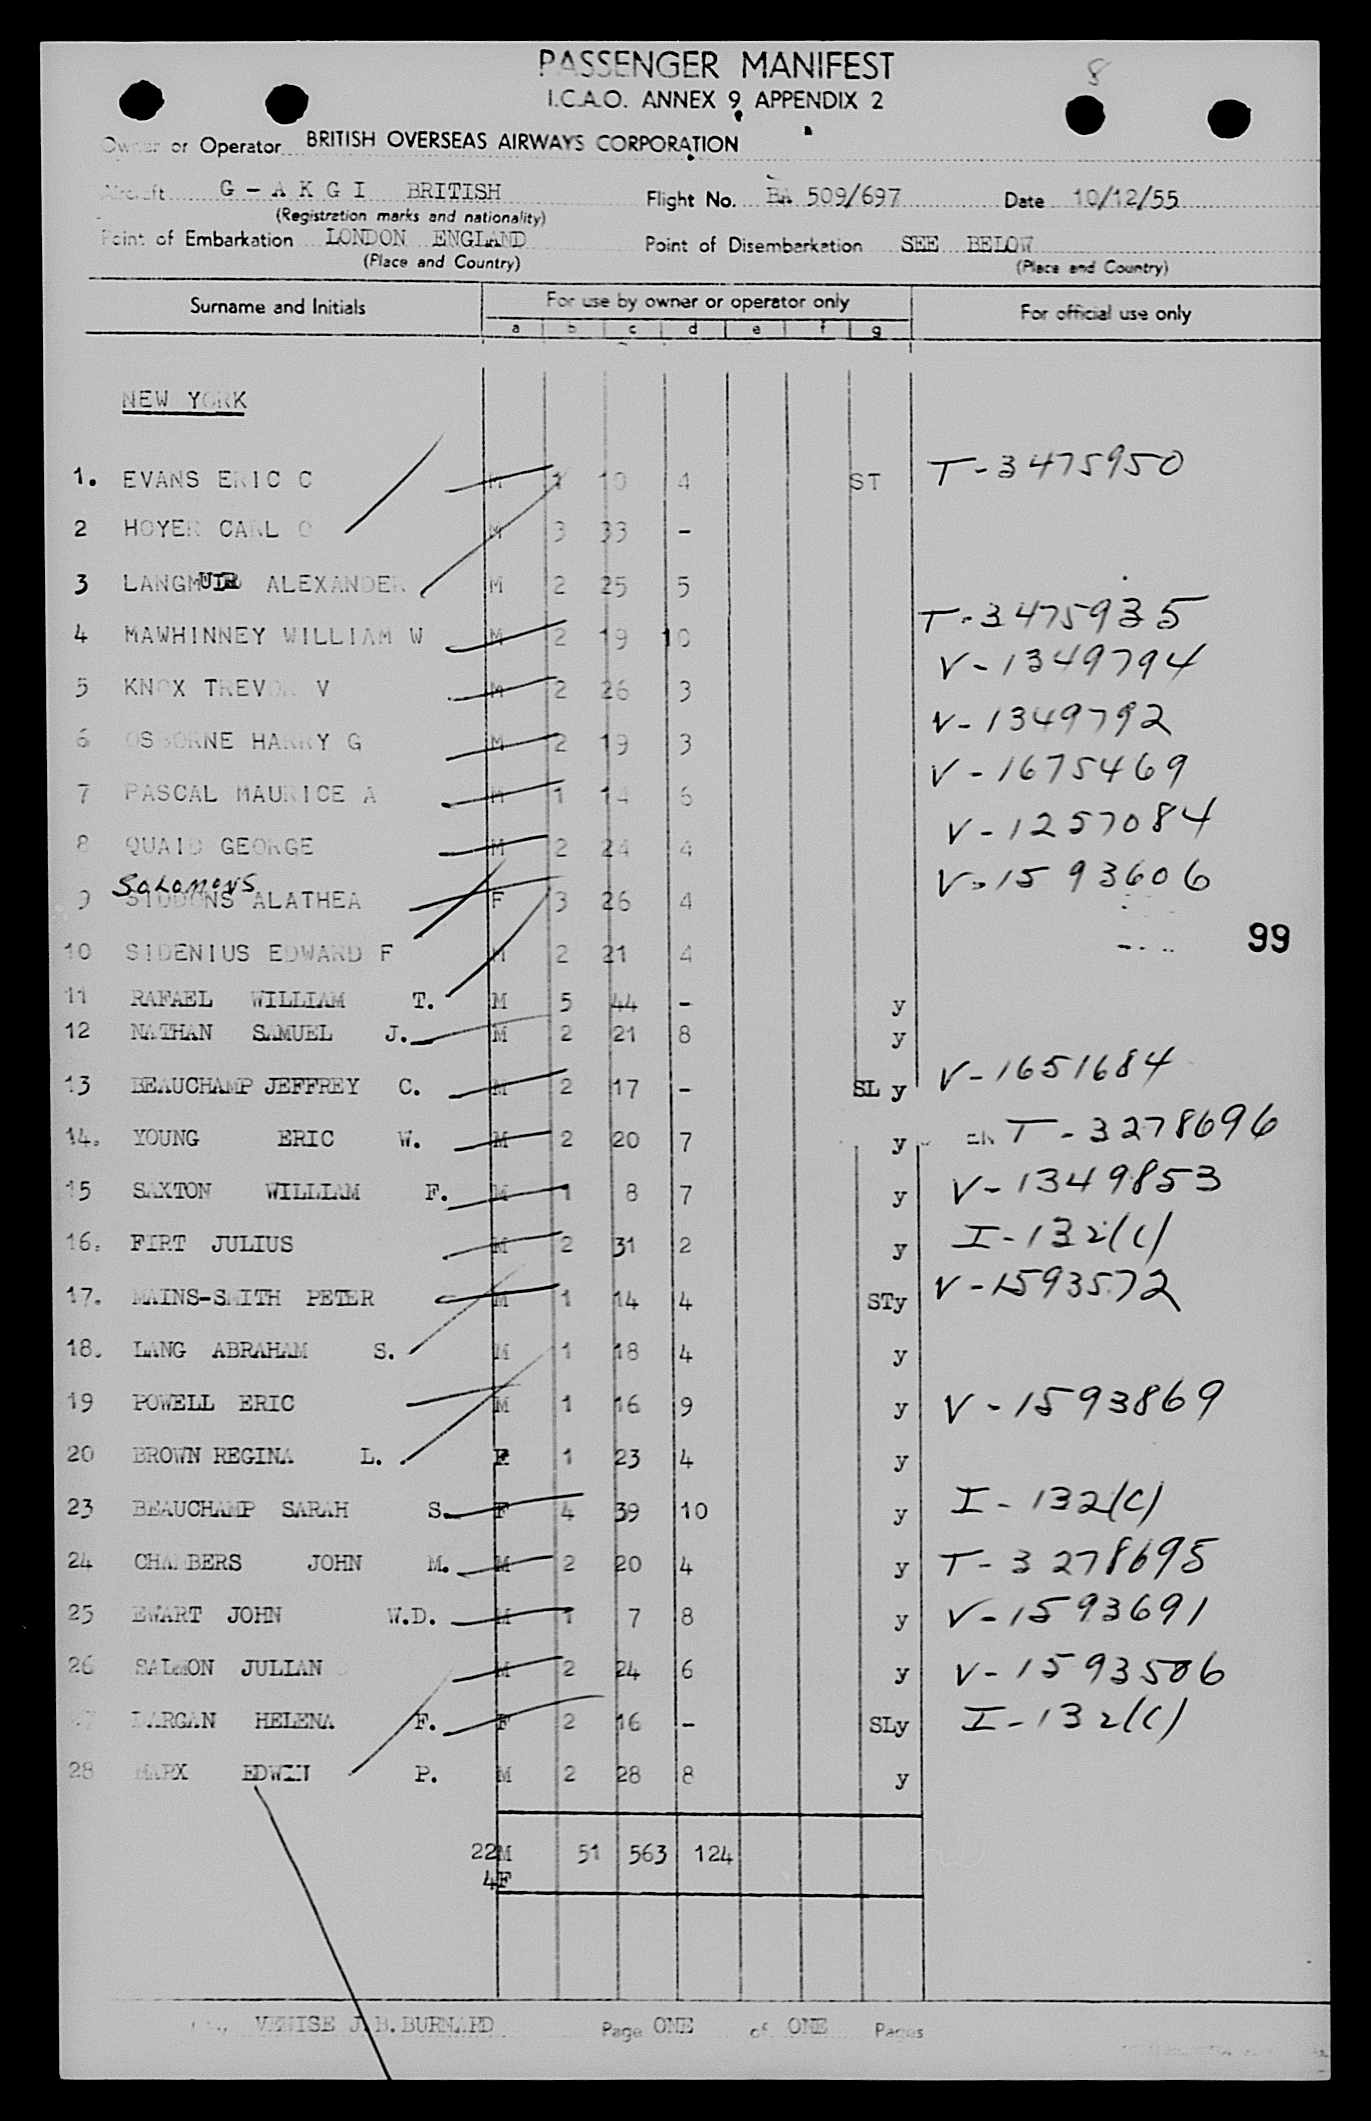 PASSENGER MANIFEST
8
I.C.A.O. ANNEX 9 APPENDIX 2
Owner or Operator BRITISH OVERSEAS AIRWAYS CORPORATION
Aircraft G - A K G I BRITISH Flight No. BA 509/697 Date 10/12/55
(Registration marks and nationality)
Point of Embarkation LONDON ENGLAND Point of Disembarkation SEE BELOW
(Place and Country) (Place and Country)
Surname and Initials For use by owner or operator only For official use only
a b c d e f g
NEW YORK
1. EVANS ERIC C M 1 10 4 ST T-3475950
2 HOYER CARL O M 3 33 -
3 LANGMUIR ALEXANDER M 2 25 5
4 MAWHINNEY WILLIAM W M 2 19 10 T-3475935
5 KNOX TREVOR V M 2 26 3 V-1349794
6 OSBORNE HARRY G M 2 19 3 V-1349792
7 PASCAL MAURICE A M 1 14 6 V-1675469
8 QUAID GEORGE M 2 24 4 V-1257084
Solomons
9 SIDDONS ALATHEA F 3 26 4 V-1593606
99
10 SIDENIUS EDWARD F M 2 21 4
11 RAFAEL WILLIAM T. M 5 44 - y
12 NATHAN SAMUEL J. M 2 21 8 y
13 BEAUCHAMP JEFFREY C. M 2 17 - SL y V-1651684
14. YOUNG ERIC W. M 2 20 7 y T-3278696
15 SAXTON WILLIAM F. M 1 8 7 y V-1349853
16. FIRT JULIUS M 2 31 2 y I-132(C)
17. MAINS-SMITH PETER M 1 14 4 STy V-1593572
18. LANG ABRAHAM S. M 1 18 4 y
19 POWELL ERIC M 1 16 9 y V-1593869
20 BROWN REGINA L. F 1 23 4 y
23 BEAUCHAMP SARAH S. F 4 39 10 y I-132(C)
24 CHAMBERS JOHN M. M 2 20 4 y T-3278695
25 EWART JOHN W.D. M 1 7 8 y V-1593691
26 SALMON JULIAN M 2 24 6 y V-1593506
27 DARGAN HELENA F. F 2 16 - SLy I-132(C)
28 MARX EDWIN P. M 2 28 8 y
22M 51 563 124
4F
VENISE J.B.BURNARD Page ONE of ONE Pages